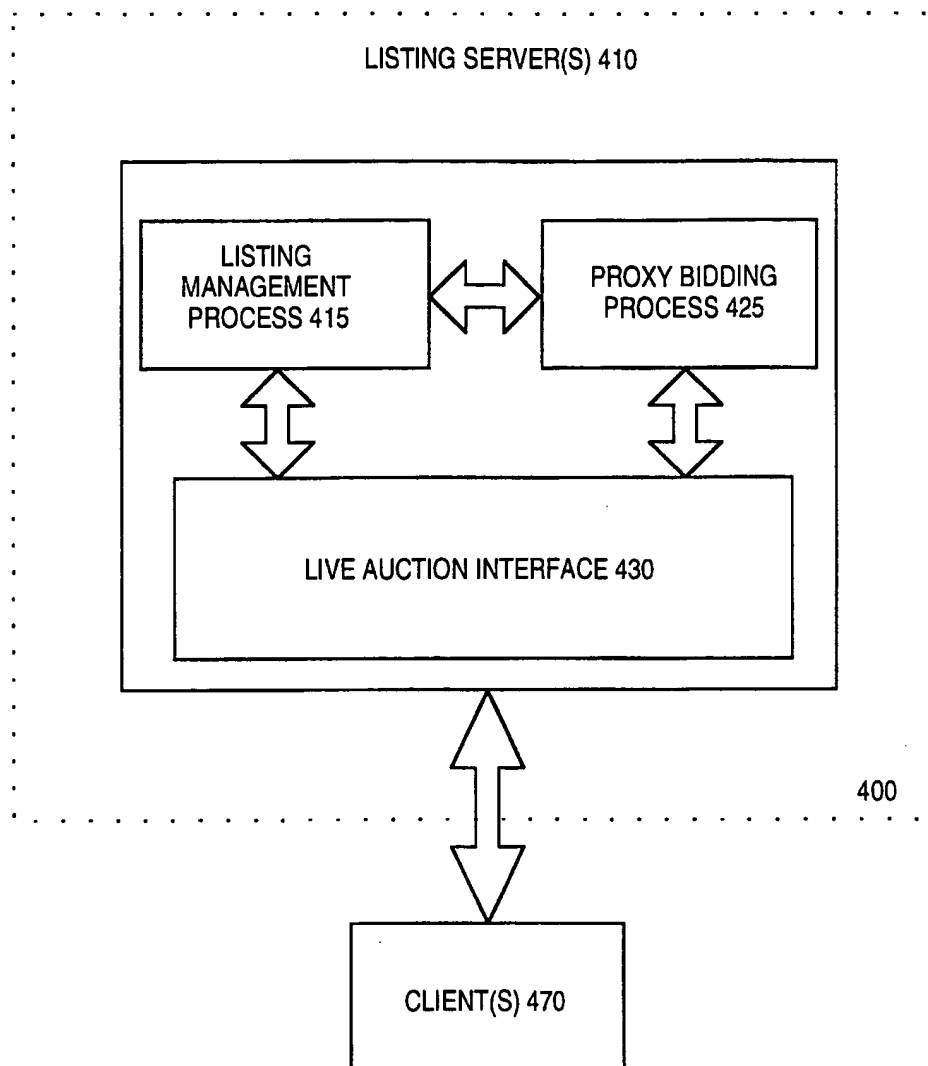 LISTING SERVER(S) 410
LISTING
MANAGEMENT
PROCESS 415
PROXY BIDDING
PROCESS 425
LIVE AUCTION INTERFACE 430
400
CLIENT(S) 470